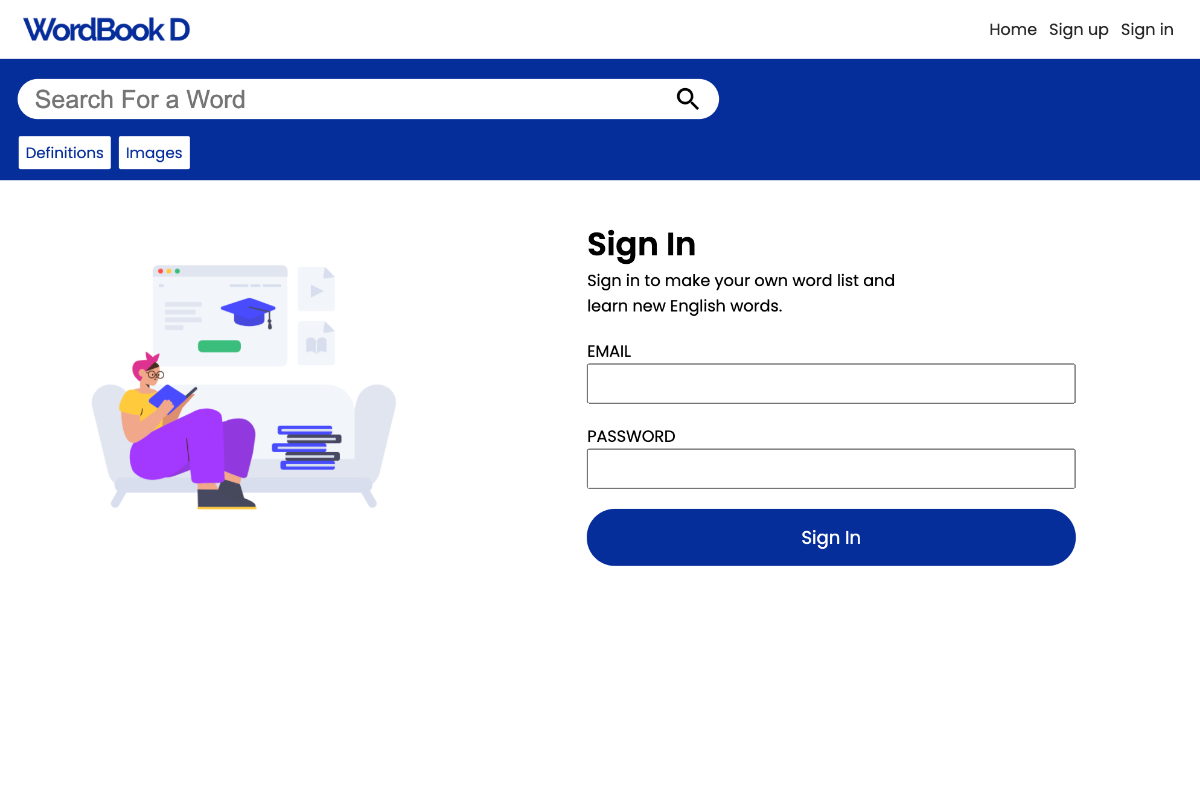 WordBook D
Home Sign up Sign in
Search For a Word
Definitions Images
Sign In
Sign in to make your own word list and
learn new English words.
EMAIL
PASSWORD
Sign In